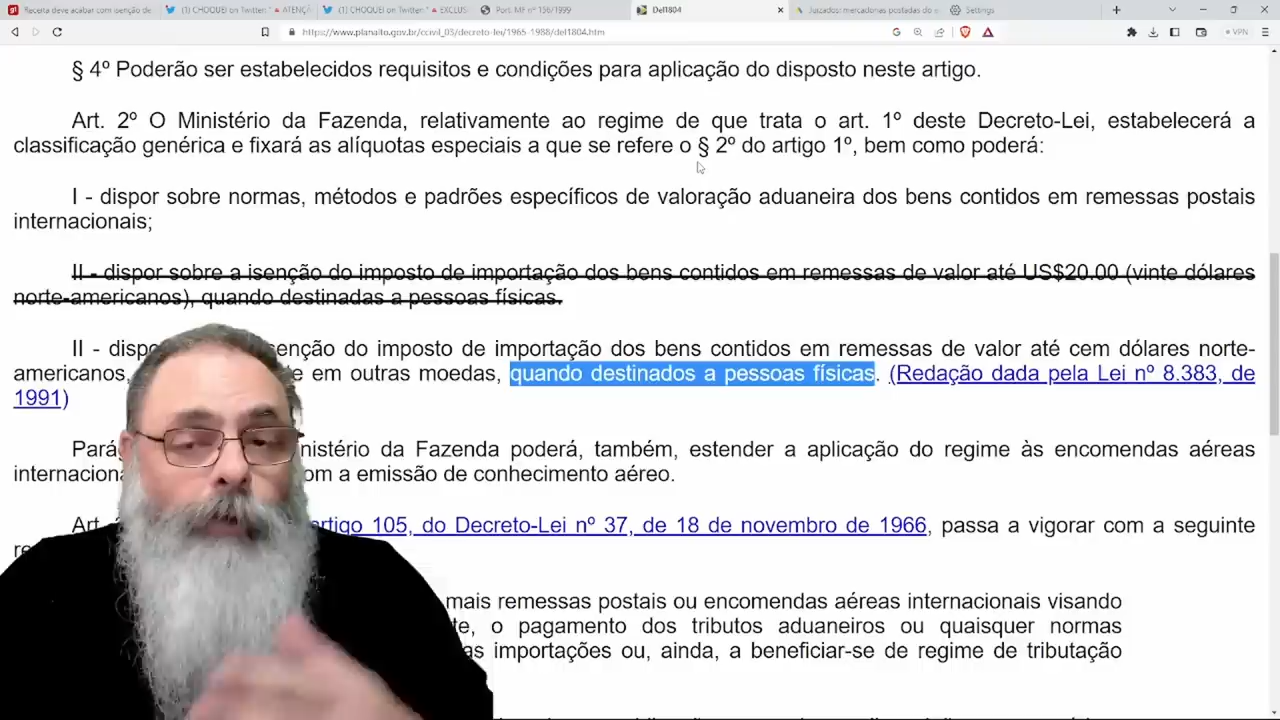 Receita deve acabar com isenção de
(1) CHOQUEI on Twitter: "🔺ATENÇÃ
(1) CHOQUEI on Twitter: "🔺EXCLUS
Port. MF nº 156/1999
Del1804
Juizados: mercadorias postadas do e
Settings
https://www.planalto.gov.br/ccivil_03/decreto-lei/1965-1988/del1804.htm
VPN
§ 4º Poderão ser estabelecidos requisitos e condições para aplicação do disposto neste artigo.
Art. 2º O Ministério da Fazenda, relativamente ao regime de que trata o art. 1º deste Decreto-Lei, estabelecerá a
classificação genérica e fixará as alíquotas especiais a que se refere o § 2º do artigo 1º, bem como poderá:
I - dispor sobre normas, métodos e padrões específicos de valoração aduaneira dos bens contidos em remessas postais
internacionais;
II - dispor sobre a isenção do imposto de importação dos bens contidos em remessas de valor até US$20.00 (vinte dólares
norte-americanos), quando destinadas a pessoas físicas.
II - dispo senção do imposto de importação dos bens contidos em remessas de valor até cem dólares norte-
americanos, e em outras moedas, quando destinados a pessoas físicas. (Redação dada pela Lei nº 8.383, de
1991)
Pará nistério da Fazenda poderá, também, estender a aplicação do regime às encomendas aéreas
internaciona om a emissão de conhecimento aéreo.
Art. artigo 105, do Decreto-Lei nº 37, de 18 de novembro de 1966, passa a vigorar com a seguinte
mais remessas postais ou encomendas aéreas internacionais visando
te, o pagamento dos tributos aduaneiros ou quaisquer normas
as importações ou, ainda, a beneficiar-se de regime de tributação